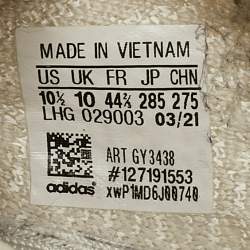 MADE IN VIETNAM
US UK FR JP CHN
10½ 10 44⅔ 285 275
LHG 029003 03/21
ART GY3438
#127191553
adidas xwP1MD6J00740